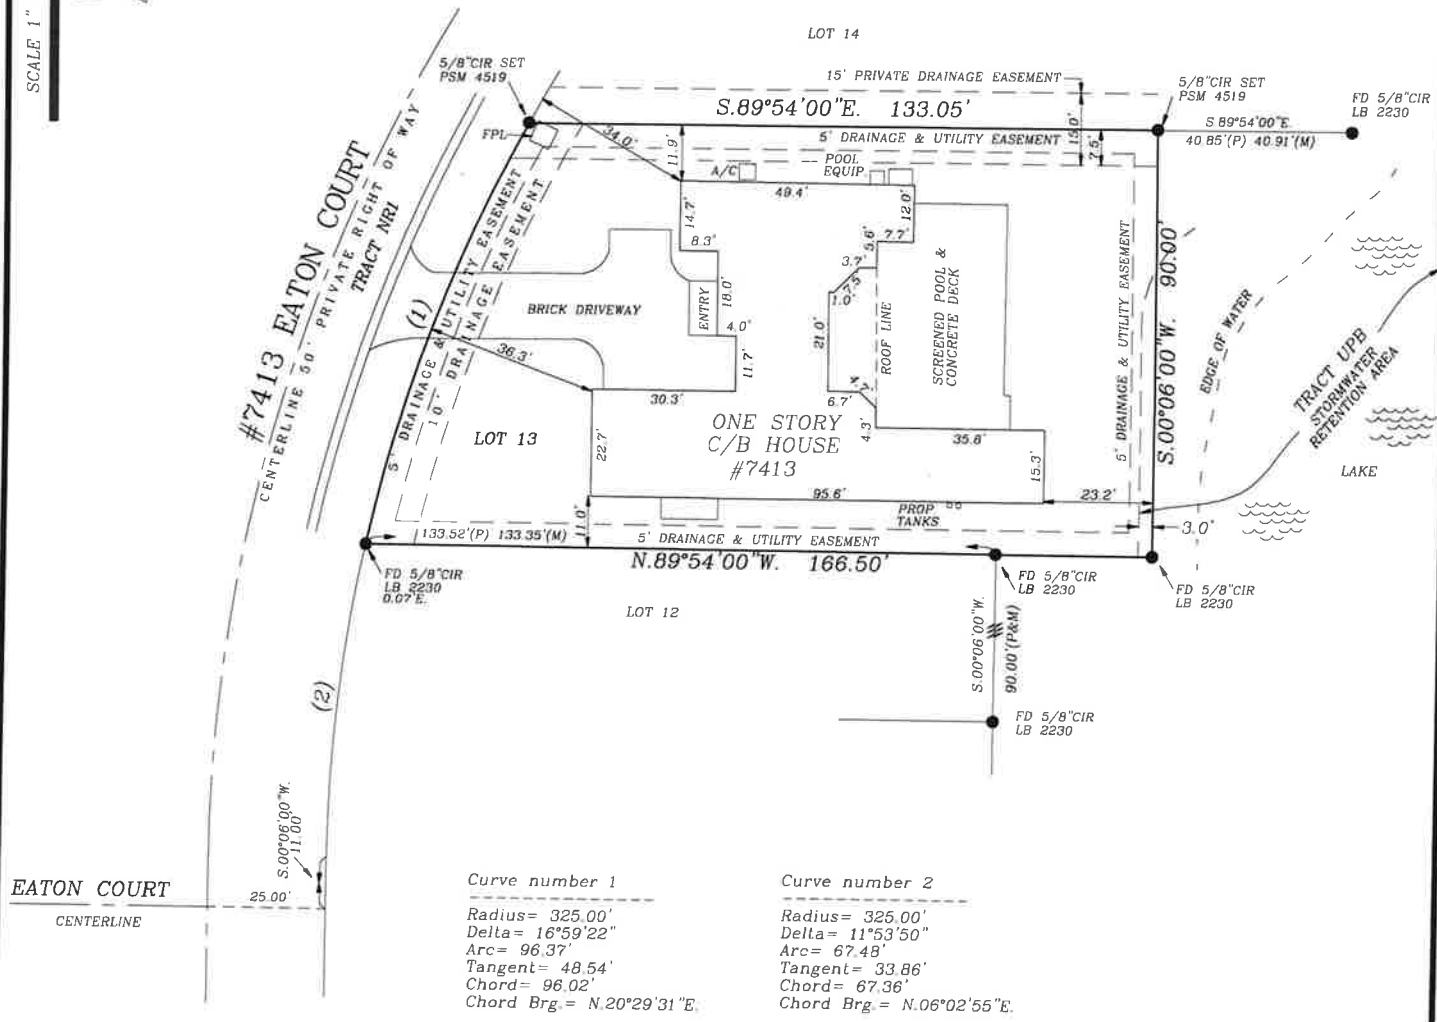 SCALE 1"
LOT 14
5/8"CIR SET
PSM 4519
15' PRIVATE DRAINAGE EASEMENT
5/8"CIR SET
PSM 4519
FD 5/8"CIR
LB 2230
S.89°54'00"E. 133.05'
S 89°54'00"E.
40.85'(P) 40.91'(M)
FPL
34.0'
11.9'
5' DRAINAGE & UTILITY EASEMENT
15.0'
7.5'
A/C
POOL
EQUIP.
49.4'
14.7'
8.3'
12.0'
7.7'
5.6'
3.7'
7.5'
1.0'
#7413 EATON COURT
CENTERLINE 50' PRIVATE RIGHT OF WAY
TRACT NR1
(1)
5' DRAINAGE & UTILITY EASEMENT
10' DRAINAGE EASEMENT
BRICK DRIVEWAY
ENTRY
18.0'
4.0'
11.7'
36.3'
30.3'
21.0'
ROOF LINE
SCREENED POOL &
CONCRETE DECK
4.7'
6.7'
4.3'
35.8'
15.3'
LOT 13
22.7'
ONE STORY
C/B HOUSE
#7413
95.6'
11.0'
PROP
TANKS
23.2'
3.0'
5' DRAINAGE & UTILITY EASEMENT
S.00°06'00"W. 90.00'
EDGE OF WATER
TRACT UPB
STORMWATER
RETENTION AREA
LAKE
133.52'(P) 133.35'(M)
5' DRAINAGE & UTILITY EASEMENT
N.89°54'00"W. 166.50'
FD 5/8"CIR
LB 2230
0.07'E.
FD 5/8"CIR
LB 2230
FD 5/8"CIR
LB 2230
LOT 12
S.00°06'00"W.
90.00'(P&M)
FD 5/8"CIR
LB 2230
(2)
S.00°06'00"W.
11.00'
EATON COURT
25.00'
CENTERLINE
Curve number 1
Radius= 325.00'
Delta= 16°59'22"
Arc= 96.37'
Tangent= 48.54'
Chord= 96.02'
Chord Brg.= N.20°29'31"E.
Curve number 2
Radius= 325.00'
Delta= 11°53'50"
Arc= 67.48'
Tangent= 33.86'
Chord= 67.36'
Chord Brg.= N.06°02'55"E.